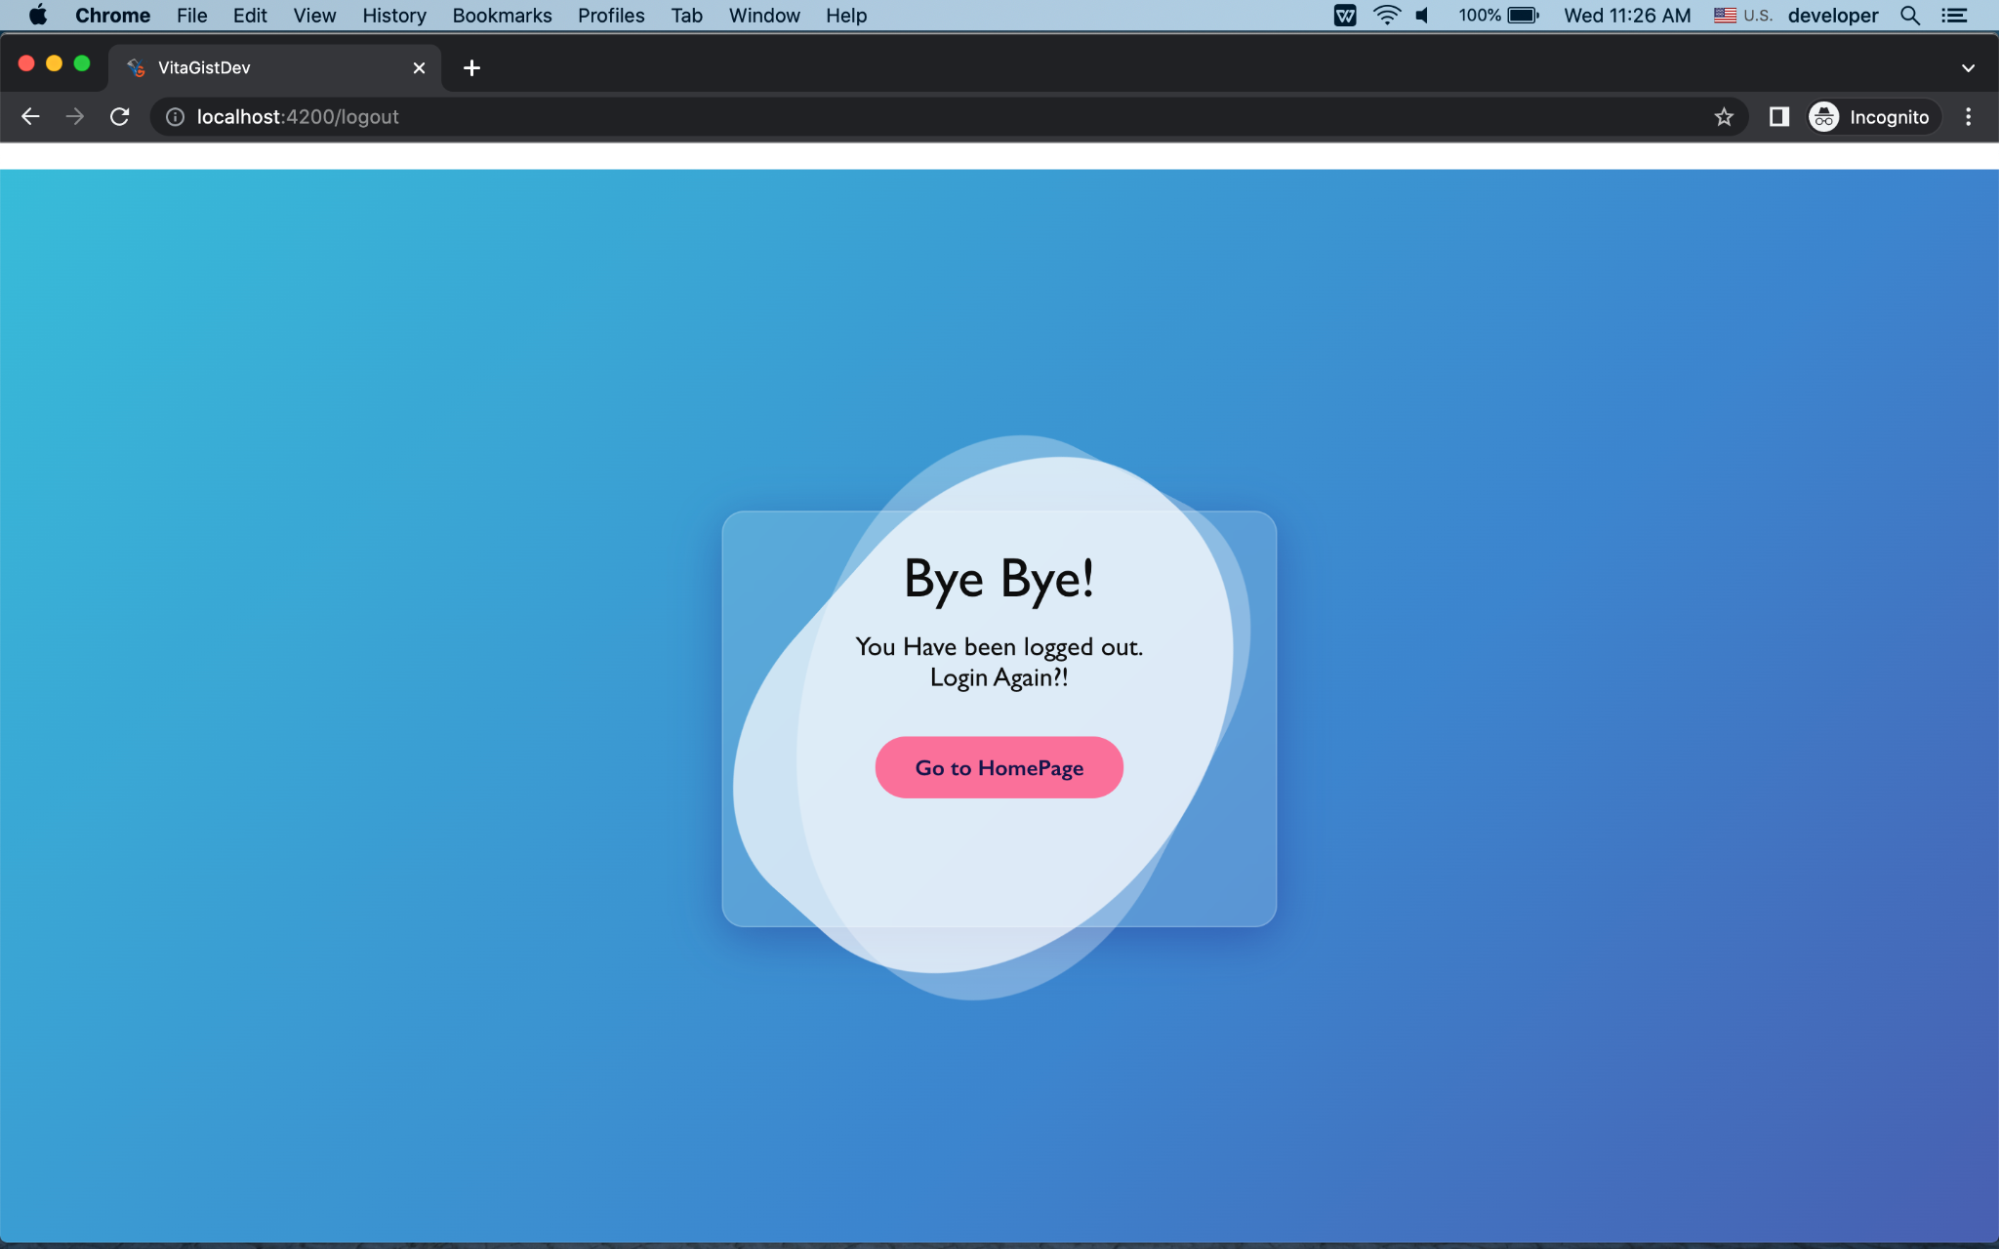 Chrome File Edit View History Bookmarks Profiles Tab Window Help 100% Wed 11:26 AM U.S. developer
VitaGistDev
localhost:4200/logout Incognito
Bye Bye!
You Have been logged out.
Login Again?!
Go to HomePage